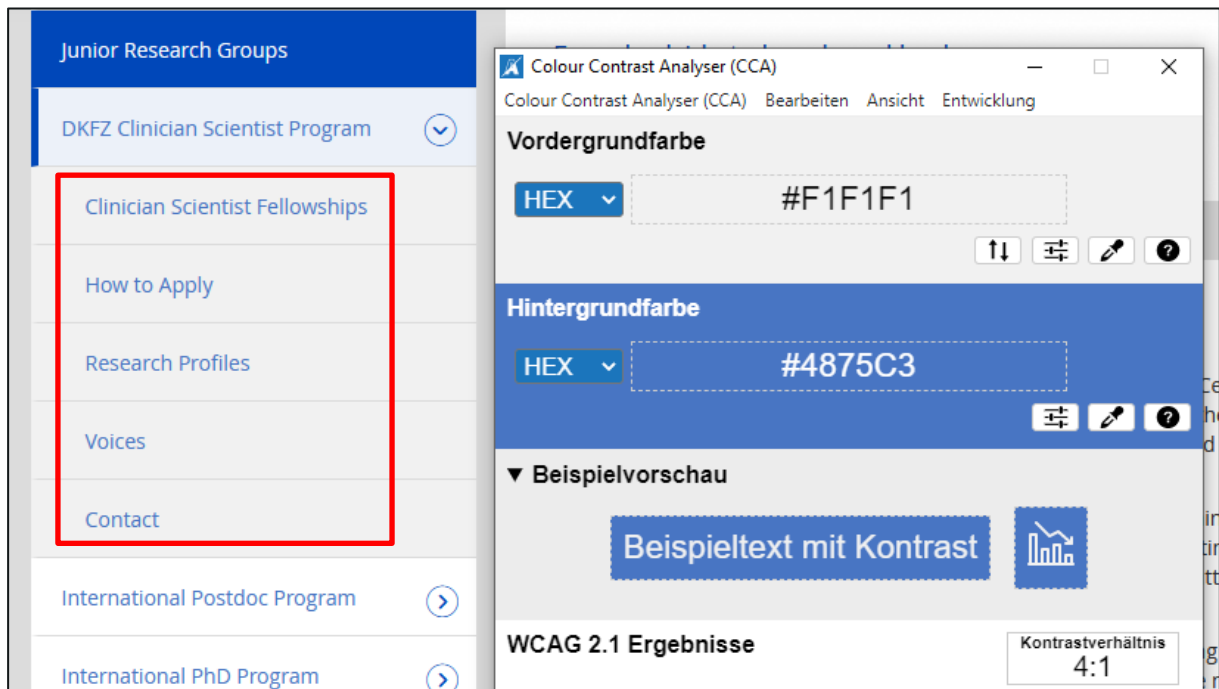 Junior Research Groups
DKFZ Clinician Scientist Program
Clinician Scientist Fellowships
How to Apply
Research Profiles
Voices
Contact
International Postdoc Program
International PhD Program
Colour Contrast Analyser (CCA)
Colour Contrast Analyser (CCA) Bearbeiten Ansicht Entwicklung
Vordergrundfarbe
HEX #F1F1F1
Hintergrundfarbe
HEX #4875C3
▼ Beispielvorschau
Beispieltext mit Kontrast
WCAG 2.1 Ergebnisse
Kontrastverhältnis
4:1